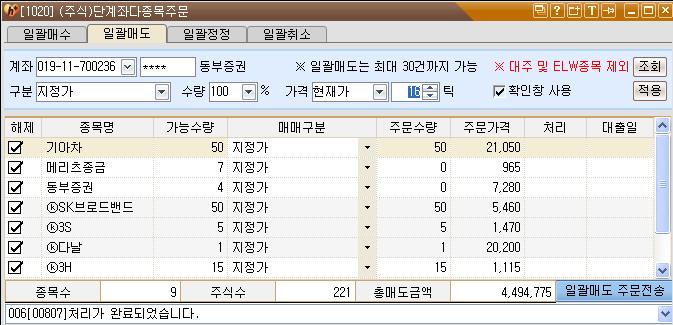 [1020] (주식)단계좌다종목주문
일괄매수 일괄매도 일괄정정 일괄취소
계좌 019-11-700236 **** 동부증권 ※ 일괄매도는 최대 30건까지 가능 ※ 대주 및 ELW종목 제외 조회
구분 지정가 수량 100 % 가격 현재가 16 틱 확인창 사용 적용
해제 종목명 가능수량 매매구분 주문수량 주문가격 처리 대출일
기아차 50 지정가 50 21,050
메리츠종금 7 지정가 0 965
동부증권 4 지정가 0 7,280
ⓚSK브로드밴드 50 지정가 50 5,460
ⓚ3S 5 지정가 5 1,470
ⓚ다날 1 지정가 1 20,200
ⓚ3H 15 지정가 15 1,115
종목수 9 주식수 221 총매도금액 4,494,775 일괄매도 주문전송
006[00807]처리가 완료되었습니다.